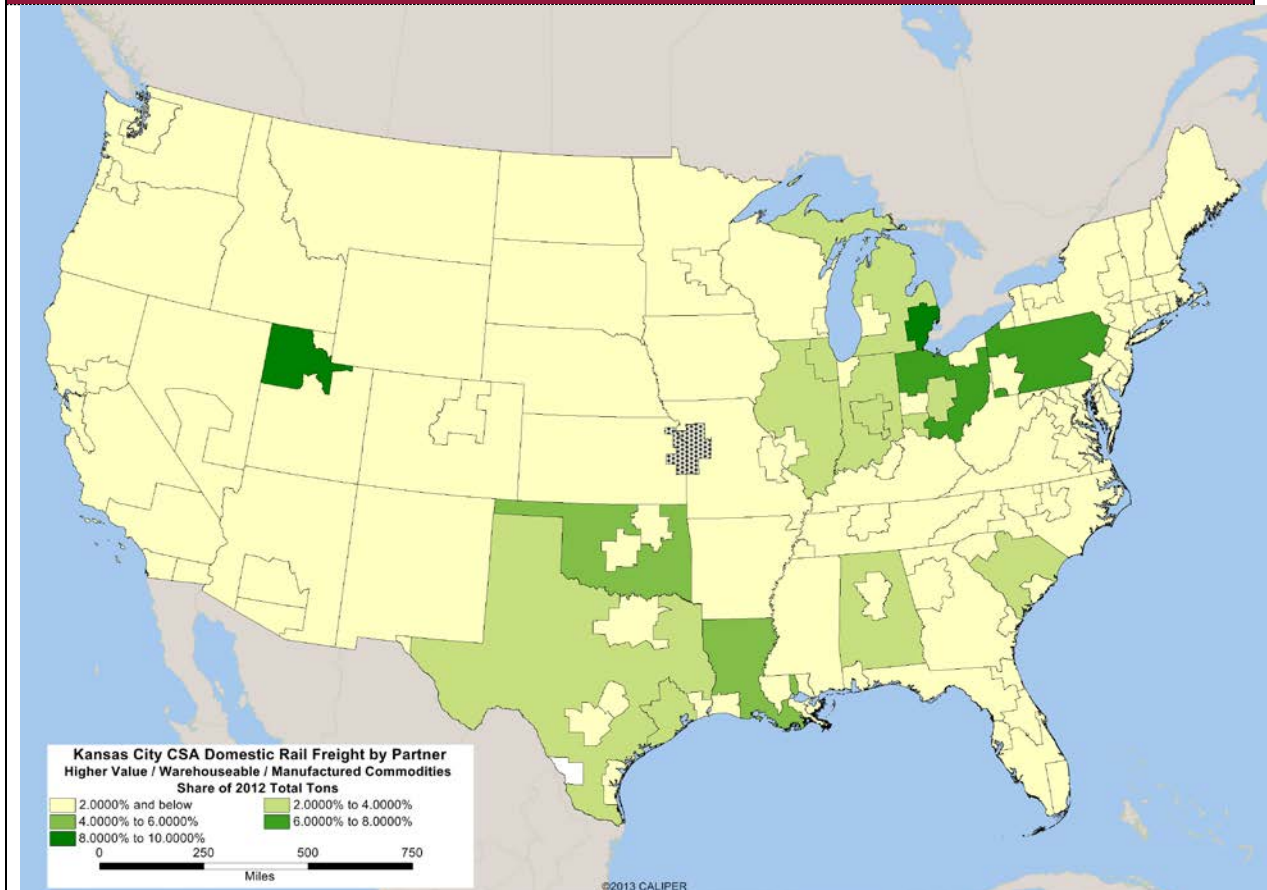 Kansas City CSA Domestic Rail Freight by Partner
Higher Value / Warehouseable / Manufactured Commodities
Share of 2012 Total Tons
2.0000% and below 2.0000% to 4.0000%
4.0000% to 6.0000% 6.0000% to 8.0000%
8.0000% to 10.0000%
0 250 500 750
Miles
©2013 CALIPER